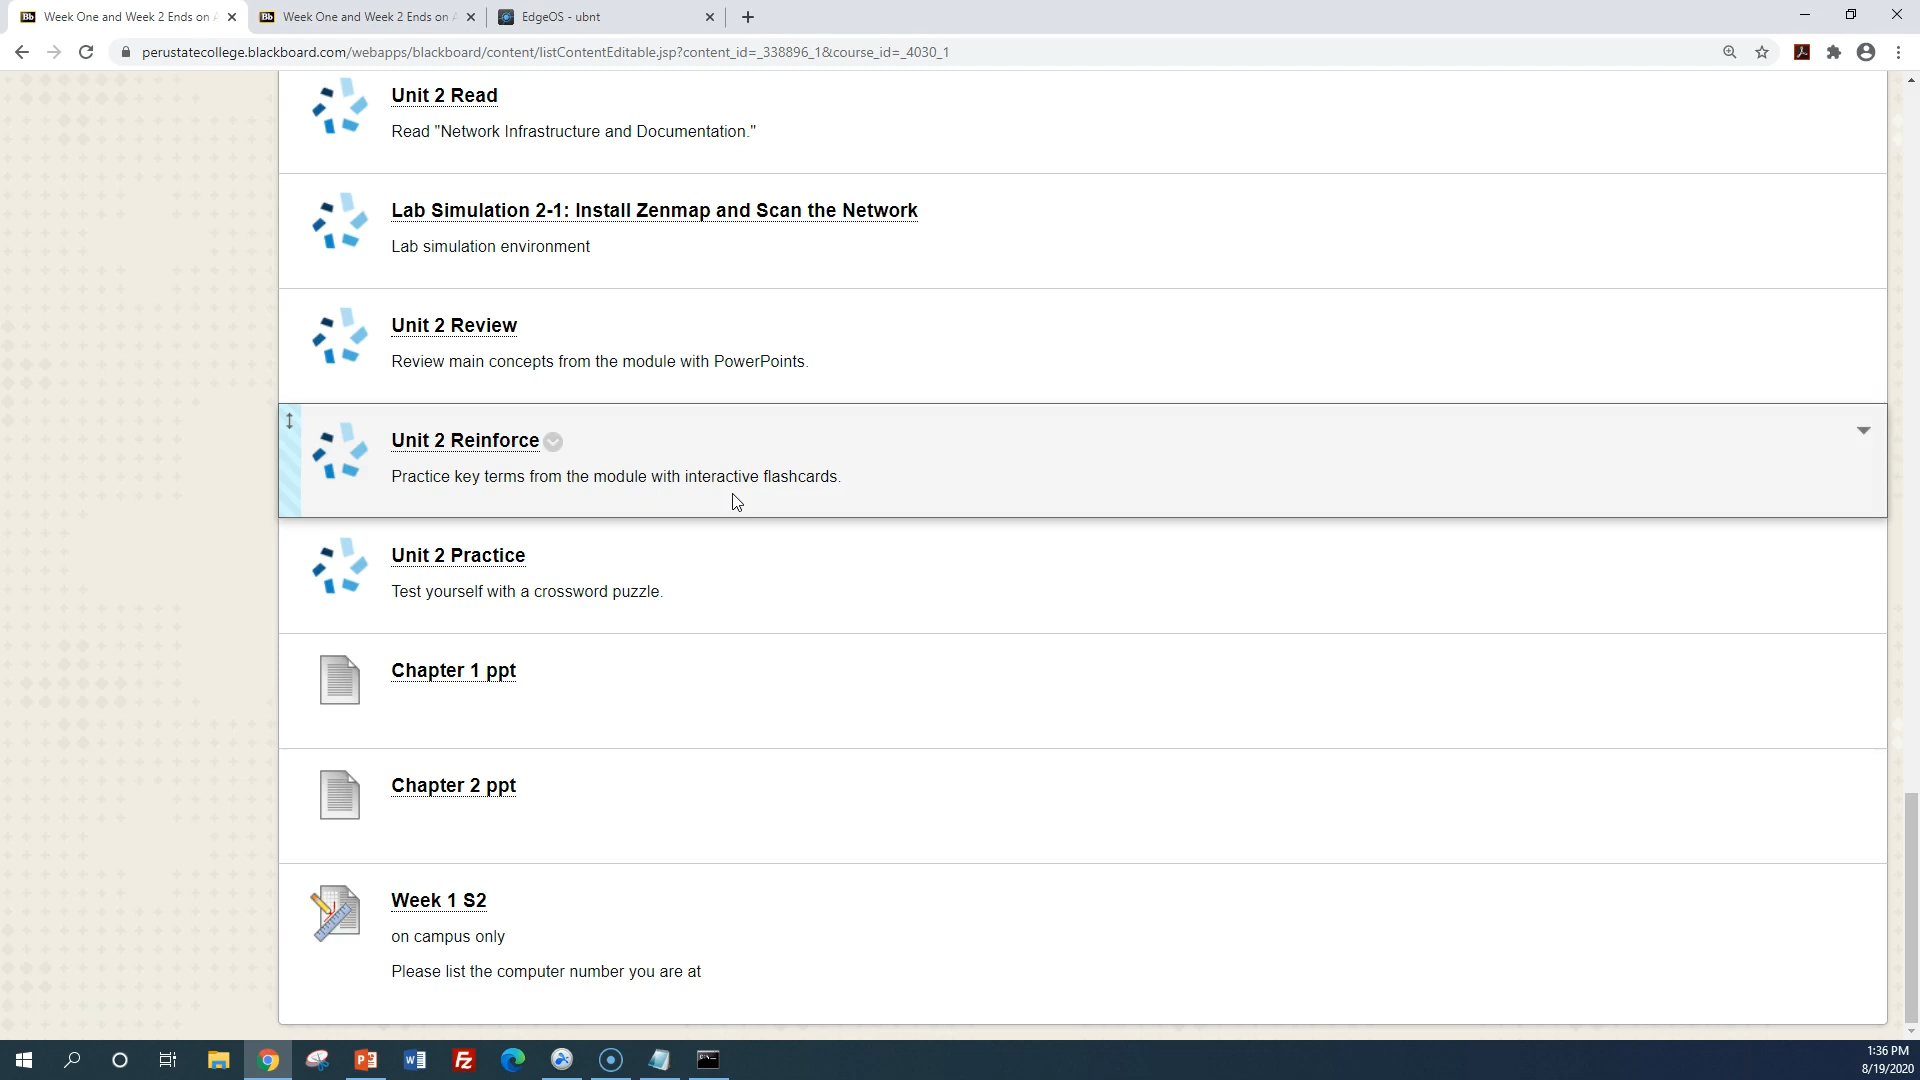 Week One and Week 2 Ends on
Week One and Week 2 Ends on
EdgeOS - ubnt
perustatecollege.blackboard.com/webapps/blackboard/content/listContentEditable.jsp?content_id=_338896_1&course_id=_4030_1
Unit 2 Read
Read "Network Infrastructure and Documentation."
Lab Simulation 2-1: Install Zenmap and Scan the Network
Lab simulation environment
Unit 2 Review
Review main concepts from the module with PowerPoints.
Unit 2 Reinforce
Practice key terms from the module with interactive flashcards.
Unit 2 Practice
Test yourself with a crossword puzzle.
Chapter 1 ppt
Chapter 2 ppt
Week 1 S2
on campus only
Please list the computer number you are at
1:36 PM
8/19/2020